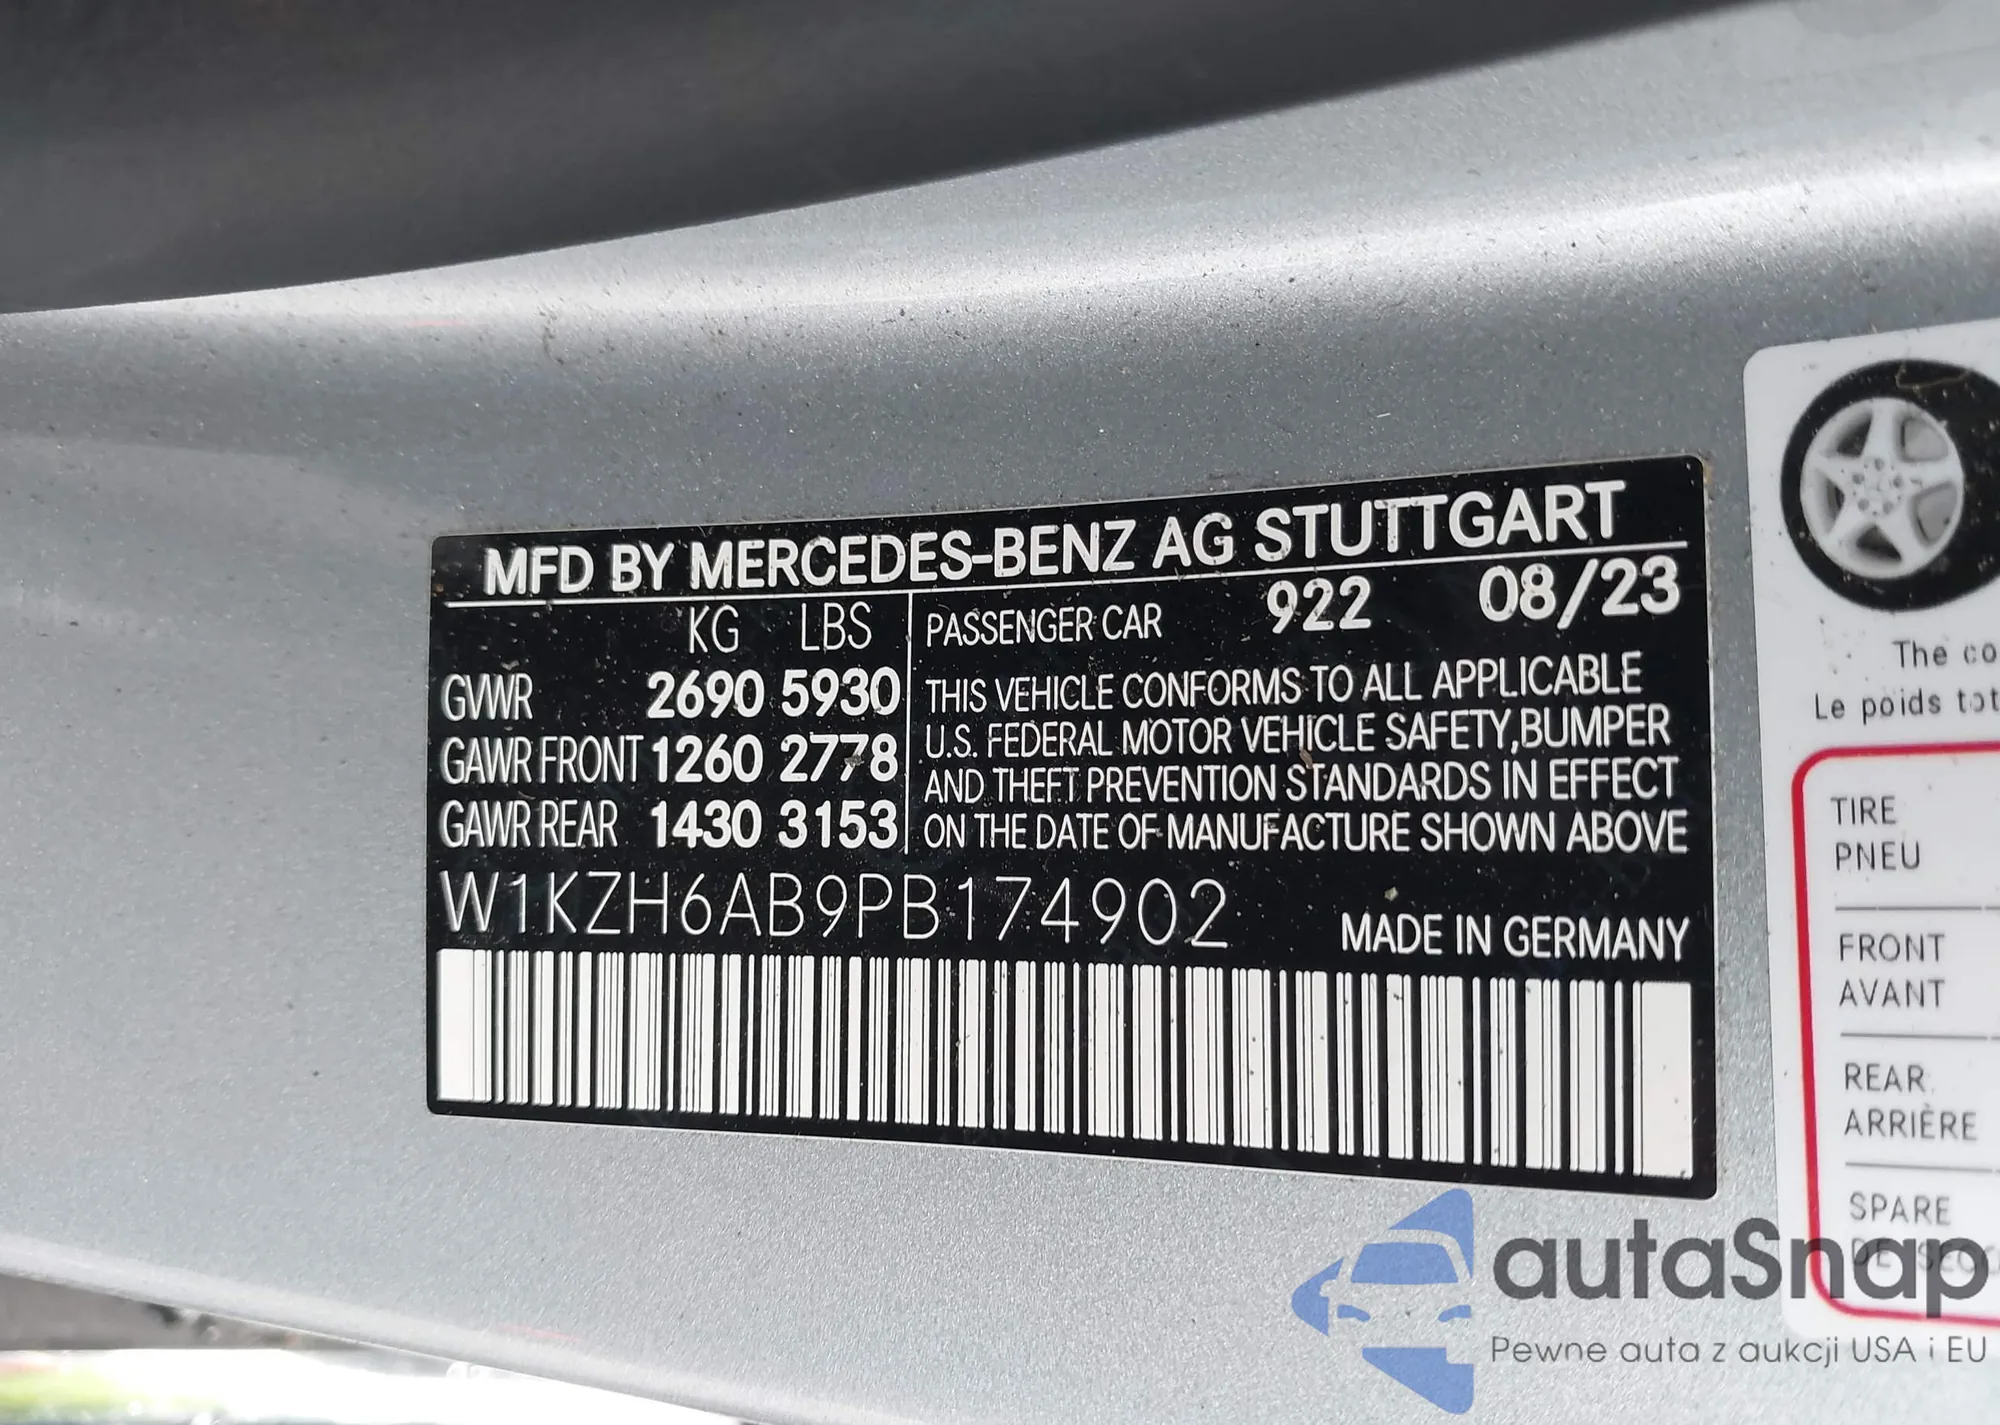 MFD BY MERCEDES-BENZ AG STUTTGART
KG LBS
GVWR 2690 5930
GAWR FRONT 1260 2778
GAWR REAR 1430 3153
PASSENGER CAR 922 08/23
THIS VEHICLE CONFORMS TO ALL APPLICABLE
U.S. FEDERAL MOTOR VEHICLE SAFETY,BUMPER
AND THEFT PREVENTION STANDARDS IN EFFECT
ON THE DATE OF MANUFACTURE SHOWN ABOVE
W1KZH6AB9PB174902
MADE IN GERMANY
The co
Le poids tot
TIRE
PNEU
FRONT
AVANT
REAR
ARRIÈRE
SPARE
DE
autaSnap
Pewne auta z aukcji USA i EU